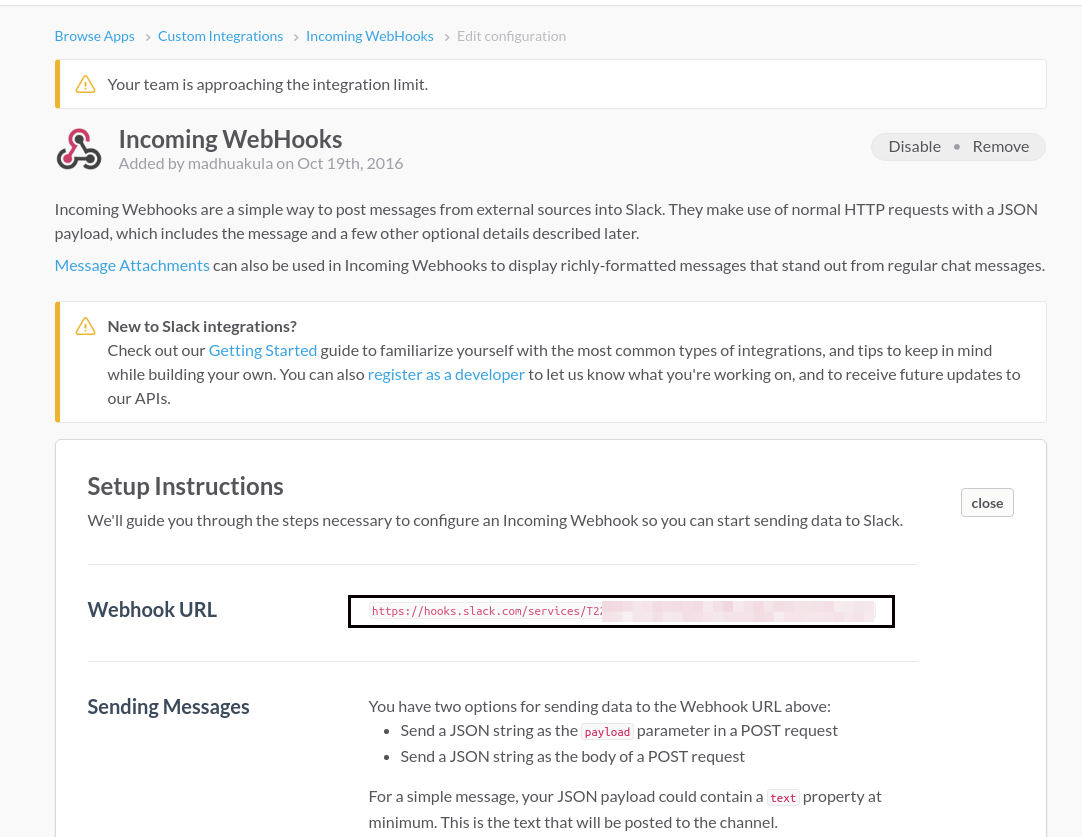 Browse Apps > Custom Integrations > Incoming WebHooks > Edit configuration
Your team is approaching the integration limit.
Incoming WebHooks
Added by madhuakula on Oct 19th, 2016
Disable • Remove
Incoming Webhooks are a simple way to post messages from external sources into Slack. They make use of normal HTTP requests with a JSON
payload, which includes the message and a few other optional details described later.
Message Attachments can also be used in Incoming Webhooks to display richly-formatted messages that stand out from regular chat messages.
New to Slack integrations?
Check out our Getting Started guide to familiarize yourself with the most common types of integrations, and tips to keep in mind
while building your own. You can also register as a developer to let us know what you're working on, and to receive future updates to
our APIs.
Setup Instructions
close
We'll guide you through the steps necessary to configure an Incoming Webhook so you can start sending data to Slack.
Webhook URL
https://hooks.slack.com/services/T22
Sending Messages
You have two options for sending data to the Webhook URL above:
• Send a JSON string as the payload parameter in a POST request
• Send a JSON string as the body of a POST request
For a simple message, your JSON payload could contain a text property at
minimum. This is the text that will be posted to the channel.